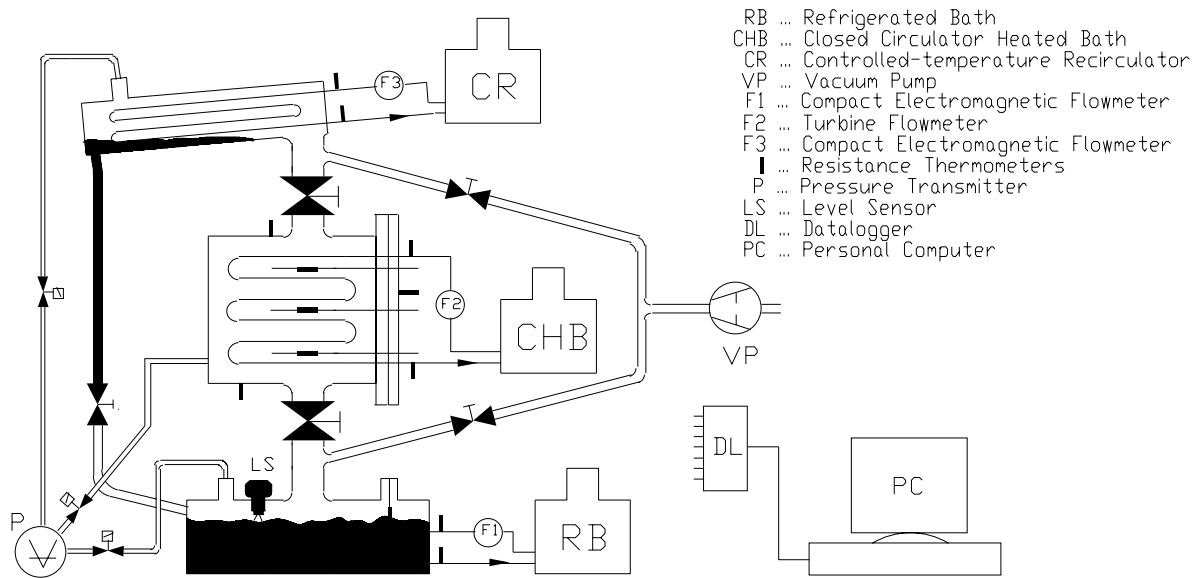 RB ... Refrigerated Bath
CHB ... Closed Circulator Heated Bath
CR ... Controlled-temperature Recirculator
VP ... Vacuum Pump
F1 ... Compact Electromagnetic Flowmeter
F2 ... Turbine Flowmeter
F3 ... Compact Electromagnetic Flowmeter
... Resistance Thermometers
P ... Pressure Transmitter
LS ... Level Sensor
DL ... Datalogger
PC ... Personal Computer
F3
CR
F2
CHB
VP
LS
DL
PC
P
F1
RB